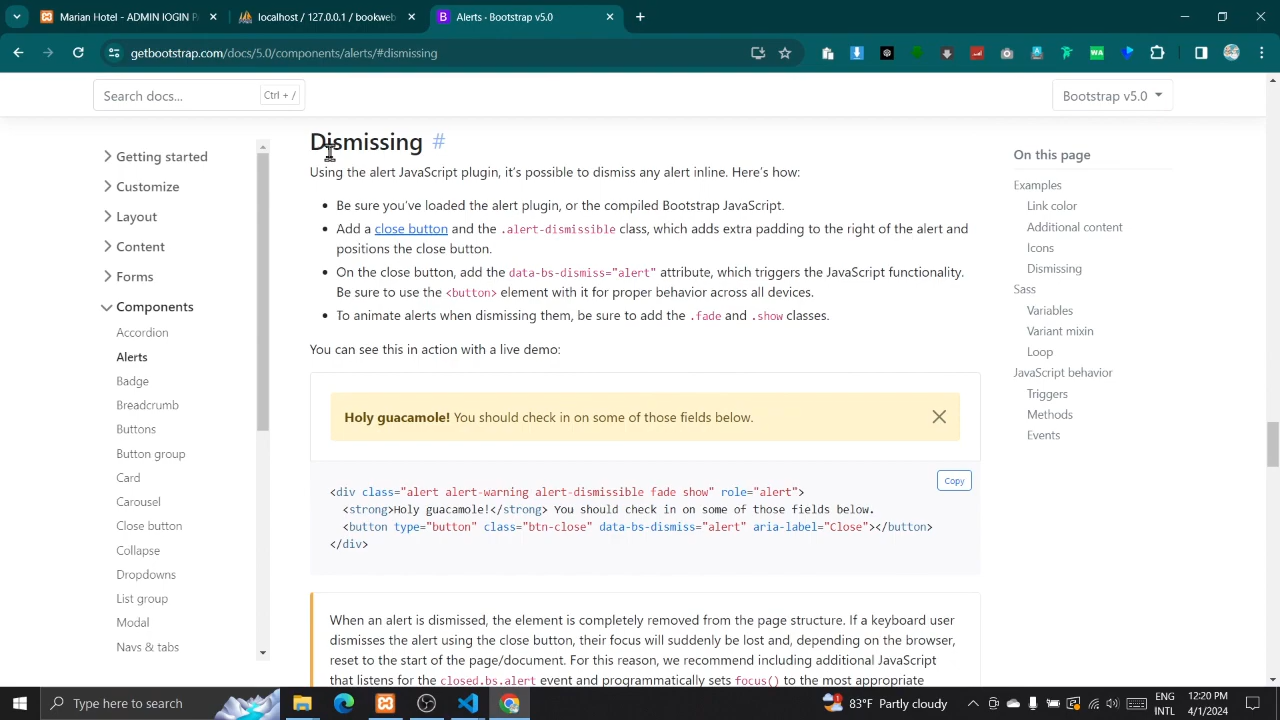 Marian Hotel - ADMIN lOGIN P
localhost / 127.0.0.1 / bookweb
Alerts · Bootstrap v5.0
getbootstrap.com/docs/5.0/components/alerts/#dismissing
Search docs...
Ctrl + /
Bootstrap v5.0
Getting started
Customize
Layout
Content
Forms
Components
Accordion
Alerts
Badge
Breadcrumb
Buttons
Button group
Card
Carousel
Close button
Collapse
Dropdowns
List group
Modal
Navs & tabs
Dismissing #
Using the alert JavaScript plugin, it’s possible to dismiss any alert inline. Here’s how:
Be sure you’ve loaded the alert plugin, or the compiled Bootstrap JavaScript.
Add a close button and the .alert-dismissible class, which adds extra padding to the right of the alert and
positions the close button.
On the close button, add the data-bs-dismiss="alert" attribute, which triggers the JavaScript functionality.
Be sure to use the <button> element with it for proper behavior across all devices.
To animate alerts when dismissing them, be sure to add the .fade and .show classes.
You can see this in action with a live demo:
Holy guacamole! You should check in on some of those fields below.
Copy
<div class="alert alert-warning alert-dismissible fade show" role="alert">
<strong>Holy guacamole!</strong> You should check in on some of those fields below.
<button type="button" class="btn-close" data-bs-dismiss="alert" aria-label="Close"></button>
</div>
When an alert is dismissed, the element is completely removed from the page structure. If a keyboard user
dismisses the alert using the close button, their focus will suddenly be lost and, depending on the browser,
reset to the start of the page/document. For this reason, we recommend including additional JavaScript
that listens for the closed.bs.alert event and programmatically sets focus() to the most appropriate
On this page
Examples
Link color
Additional content
Icons
Dismissing
Sass
Variables
Variant mixin
Loop
JavaScript behavior
Triggers
Methods
Events
Type here to search
83°F Partly cloudy
ENG
INTL
12:20 PM
4/1/2024